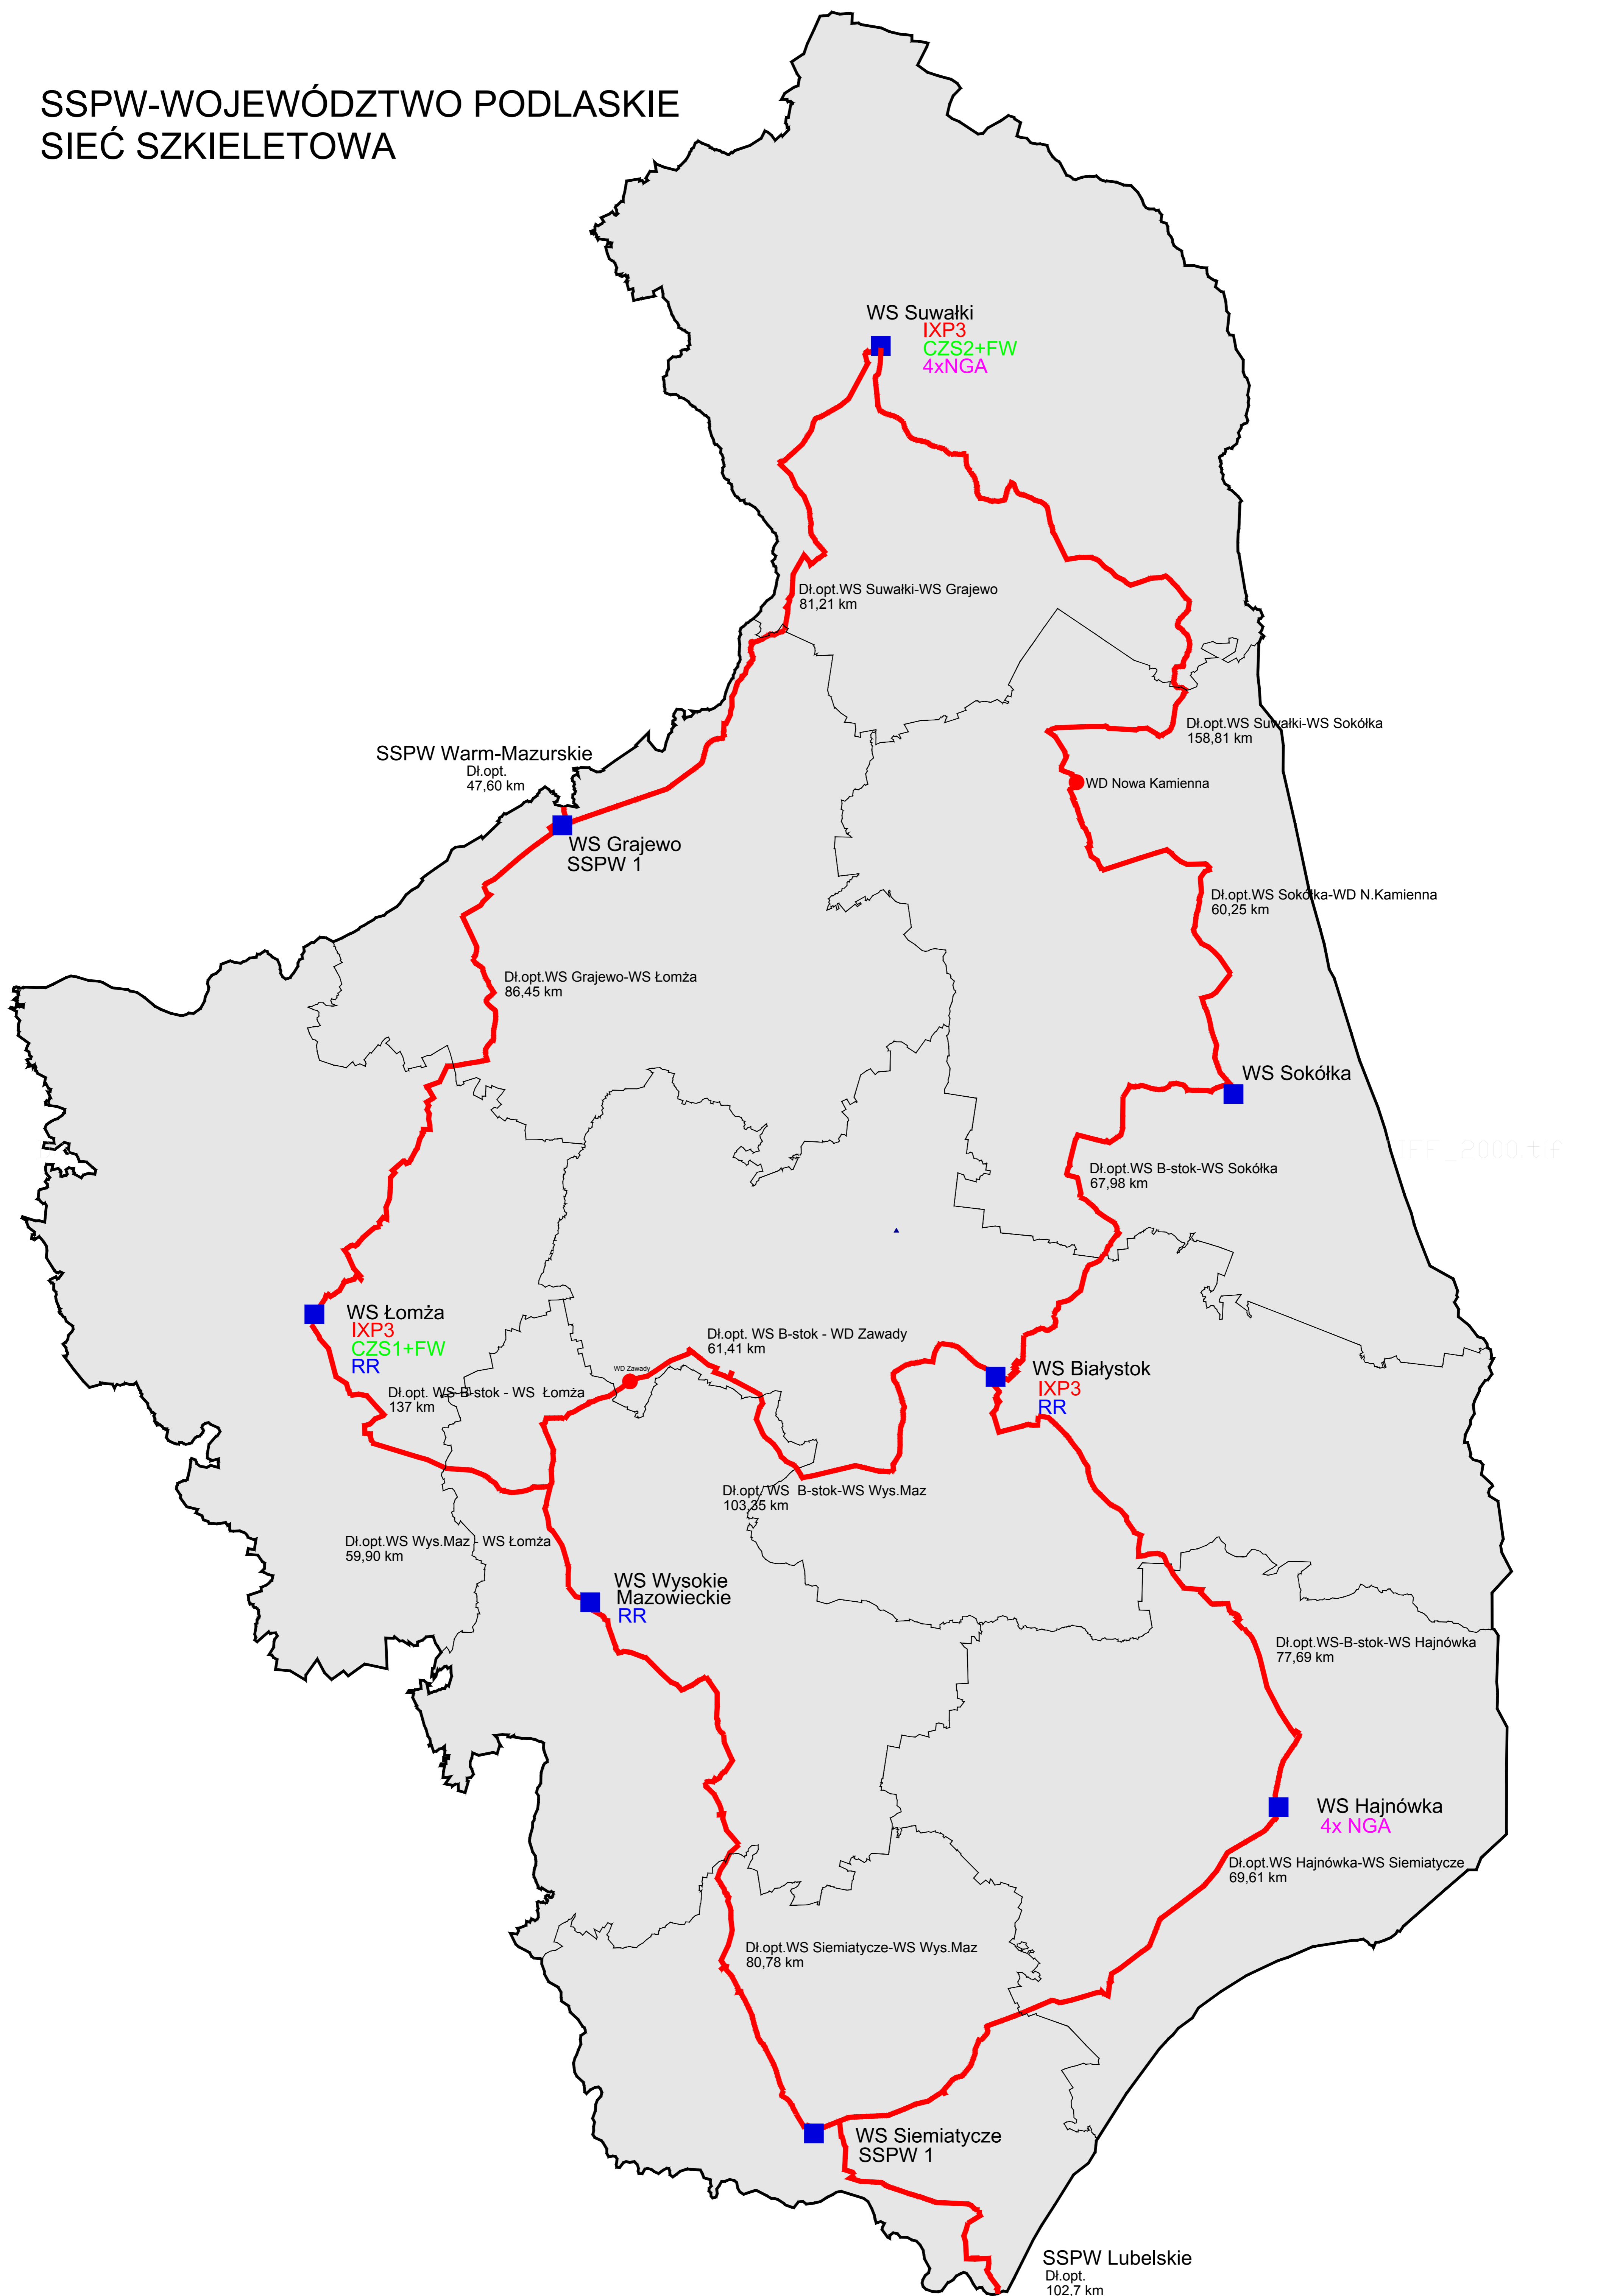 SSPW-WOJEWÓDZTWO PODLASKIE
SIEĆ SZKIELETOWA
WS Suwałki
IXP3
CZS2+FW
4xNGA
Dł.opt.WS Suwałki-WS Grajewo
81,21 km
Dł.opt.WS Suwałki-WS Sokółka
158,81 km
SSPW Warm-Mazurskie
Dł.opt.
47,60 km
WD Nowa Kamienna
WS Grajewo
SSPW 1
Dł.opt.WS Sokółka-WD N.Kamienna
60,25 km
Dł.opt.WS Grajewo-WS Łomża
86,45 km
WS Sokółka
IFF_2000.tif
Dł.opt.WS B-stok-WS Sokółka
67,98 km
WS Łomża
IXP3
CZS1+FW
RR
Dł.opt. WS B-stok - WD Zawady
61,41 km
WD Zawady
WS Białystok
IXP3
RR
Dł.opt. WS B-stok - WS Łomża
137 km
Dł.opt. WS B-stok-WS Wys.Maz
103,35 km
Dł.opt.WS Wys.Maz - WS Łomża
59,90 km
WS Wysokie
Mazowieckie
RR
Dł.opt.WS-B-stok-WS Hajnówka
77,69 km
WS Hajnówka
4x NGA
Dł.opt.WS Hajnówka-WS Siemiatycze
69,61 km
Dł.opt.WS Siemiatycze-WS Wys.Maz
80,78 km
WS Siemiatycze
SSPW 1
SSPW Lubelskie
Dł.opt.
102,7 km